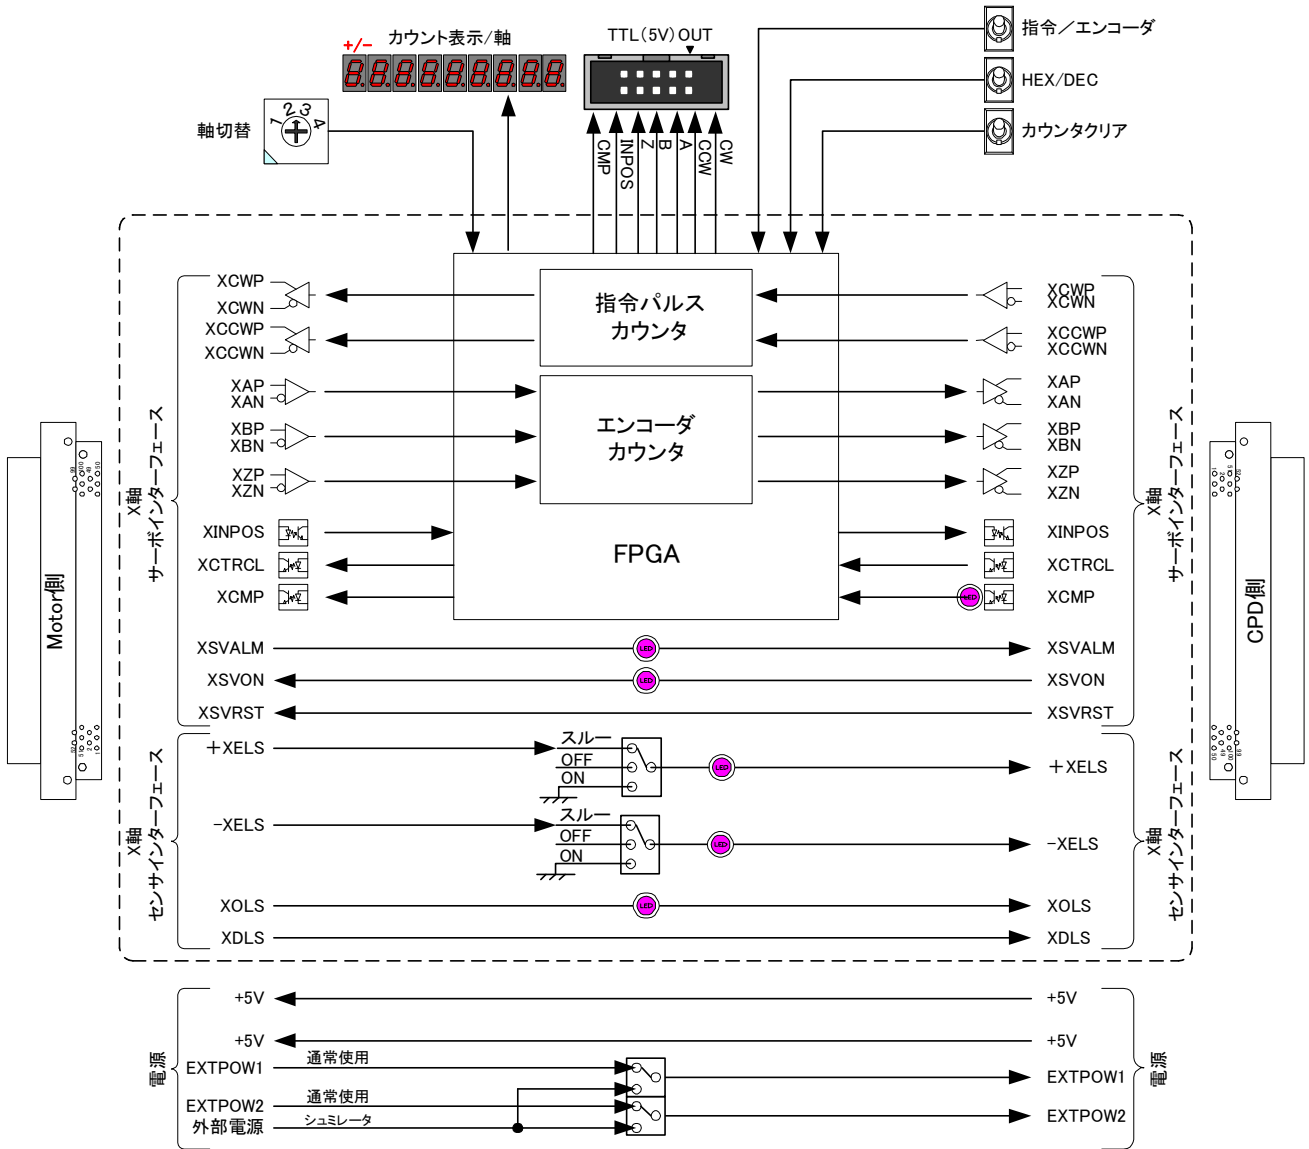 カウント表示/軸
+/-
TTL(5V)OUT
指令／エンコーダ
HEX/DEC
カウンタクリア
軸切替
1 2 3 4
CMP
INPOS
Z
B
A
CCW
CW
指令パルス
カウンタ
エンコーダ
カウンタ
FPGA
Motor側
CPD側
X軸
サーボインターフェース
XCWP
XCWN
XCCWP
XCCWN
XAP
XAN
XBP
XBN
XZP
XZN
XINPOS
XCTRCL
XCMP
XSVALM
XSVON
XSVRST
X軸
サーボインターフェース
XCWP
XCWN
XCCWP
XCCWN
XAP
XAN
XBP
XBN
XZP
XZN
XINPOS
XCTRCL
LED
XCMP
LED
XSVALM
LED
XSVON
XSVRST
X軸
センサインターフェース
+XELS
スルー
OFF
ON
LED
+XELS
-XELS
スルー
OFF
ON
LED
-XELS
XOLS
LED
XOLS
XDLS
XDLS
X軸
センサインターフェース
電源
+5V
+5V
+5V
+5V
EXTPOW1
通常使用
EXTPOW1
EXTPOW2
通常使用
EXTPOW2
外部電源
シュミレータ
電源